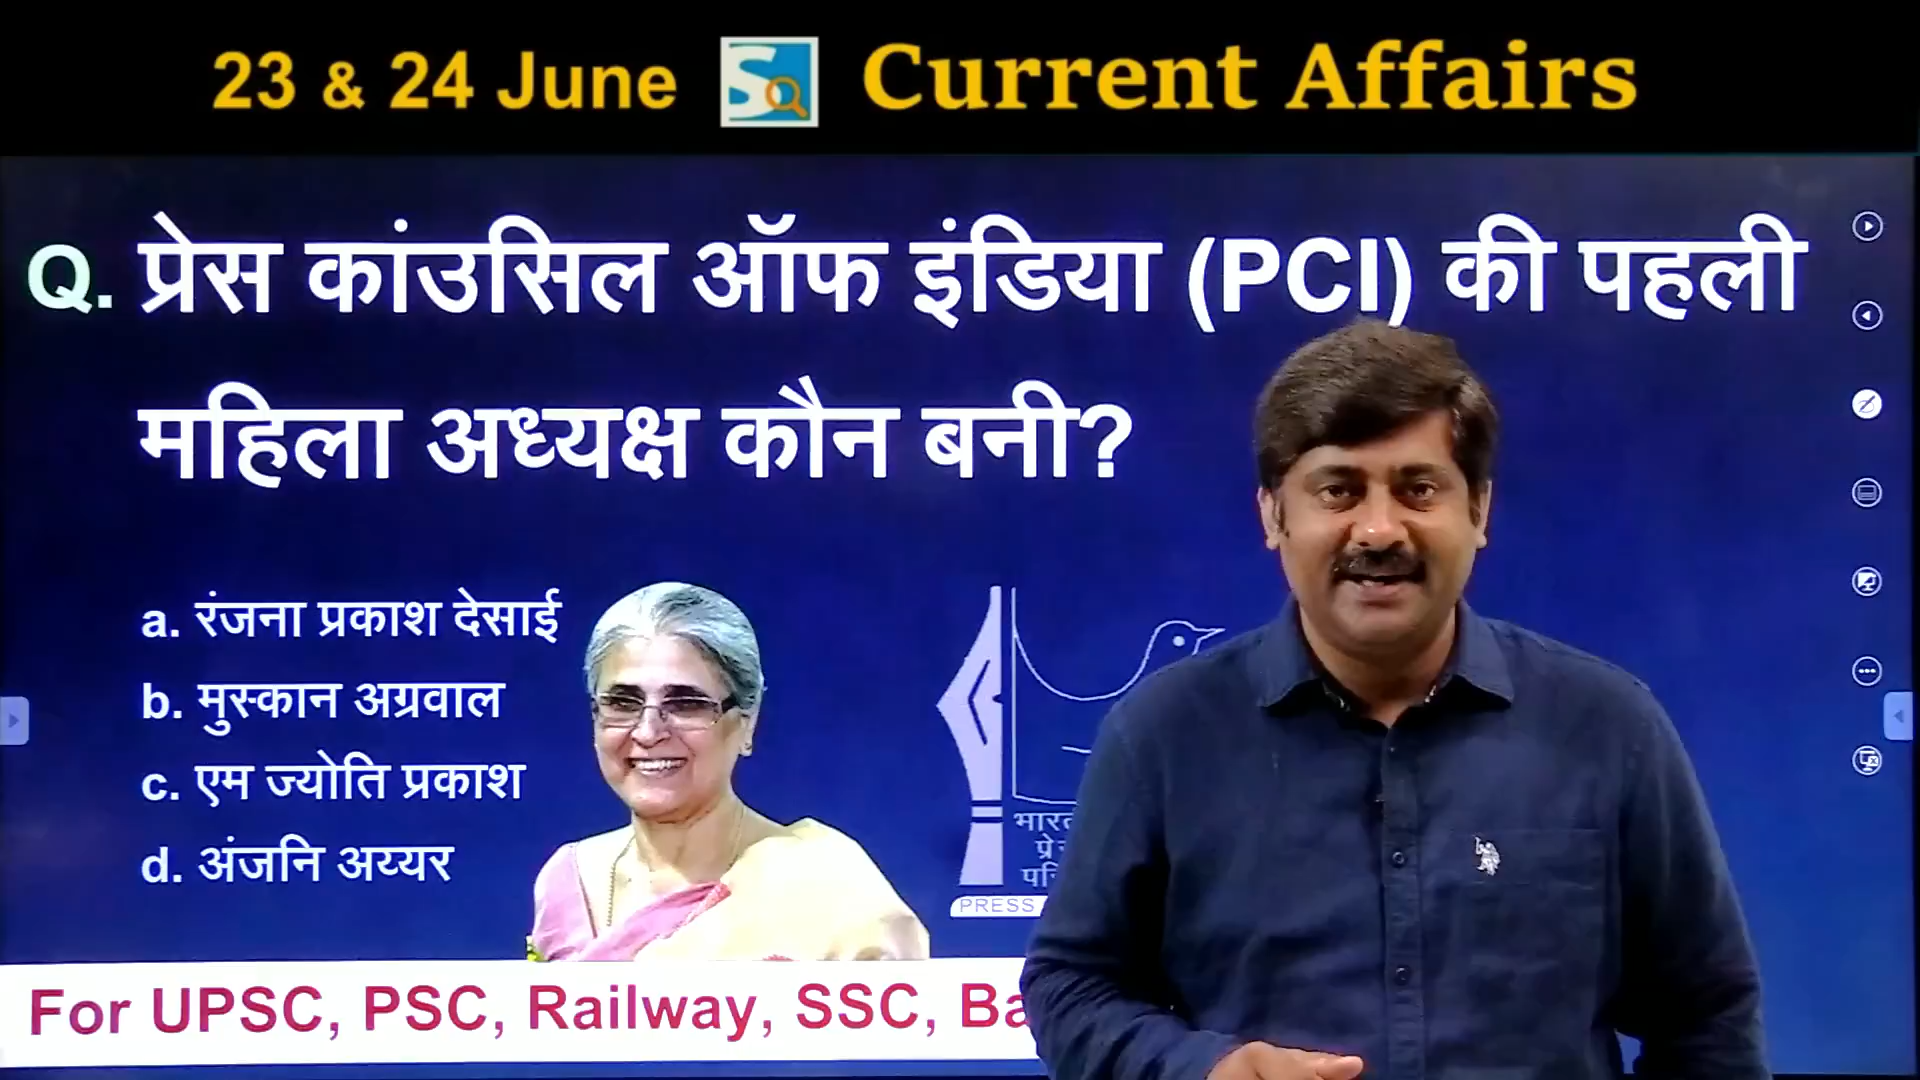 23 & 24 June SQ Current Affairs
Q. प्रेस कांउसिल ऑफ इंडिया (PCI) की पहली
महिला अध्यक्ष कौन बनी?
a. रंजना प्रकाश देसाई
b. मुस्कान अग्रवाल
c. एम ज्योति प्रकाश
d. अंजनि अय्यर
PRESS
For UPSC, PSC, Railway, SSC,